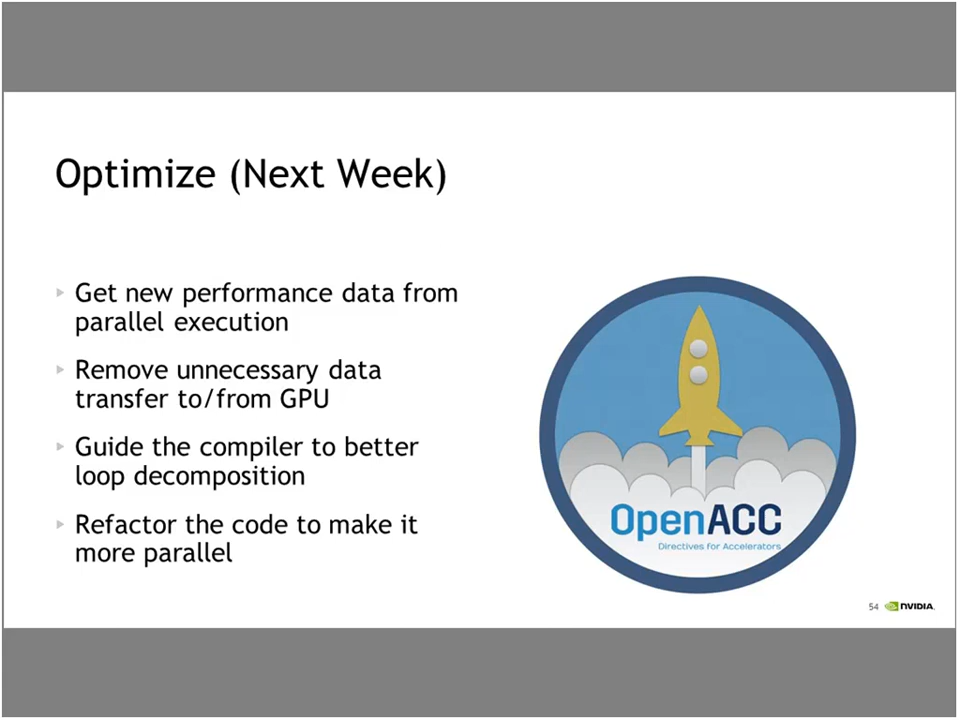 Optimize (Next Week)
Get new performance data from
parallel execution
Remove unnecessary data
transfer to/from GPU
Guide the compiler to better
loop decomposition
Refactor the code to make it
more parallel
OpenACC
Directives for Accelerators
54 NVIDIA.